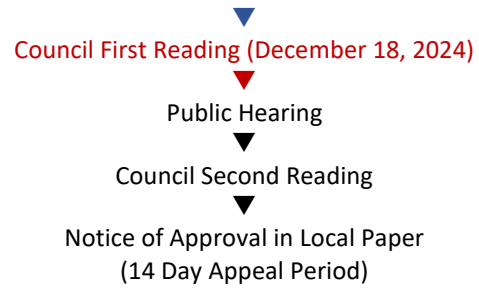 Council First Reading (December 18, 2024)
Public Hearing
Council Second Reading
Notice of Approval in Local Paper
(14 Day Appeal Period)